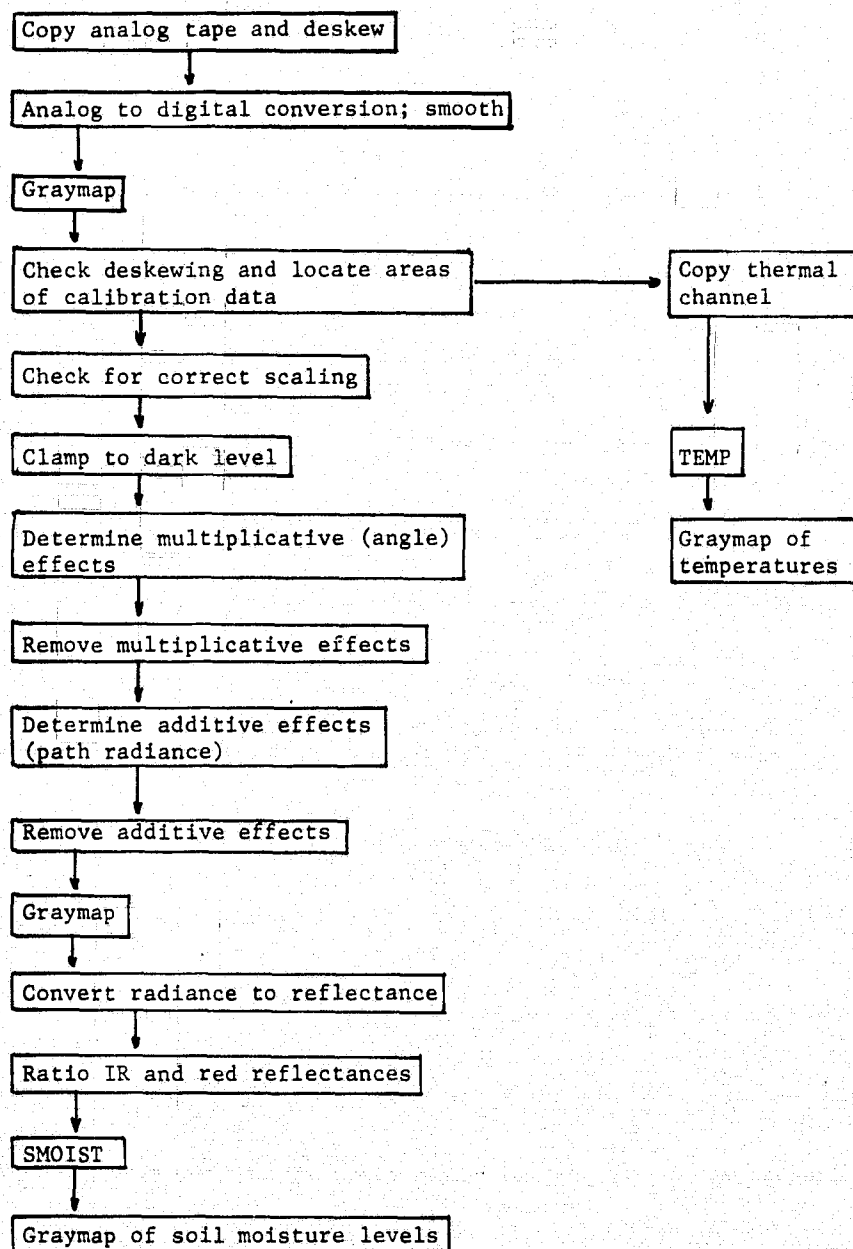 Copy analog tape and deskew
Analog to digital conversion; smooth
Graymap
Check deskewing and locate areas
of calibration data
Copy thermal
channel
Check for correct scaling
Clamp to dark level
TEMP
Determine multiplicative (angle)
effects
Graymap of
temperatures
Remove multiplicative effects
Determine additive effects
(path radiance)
Remove additive effects
Graymap
Convert radiance to reflectance
Ratio IR and red reflectances
SMOIST
Graymap of soil moisture levels